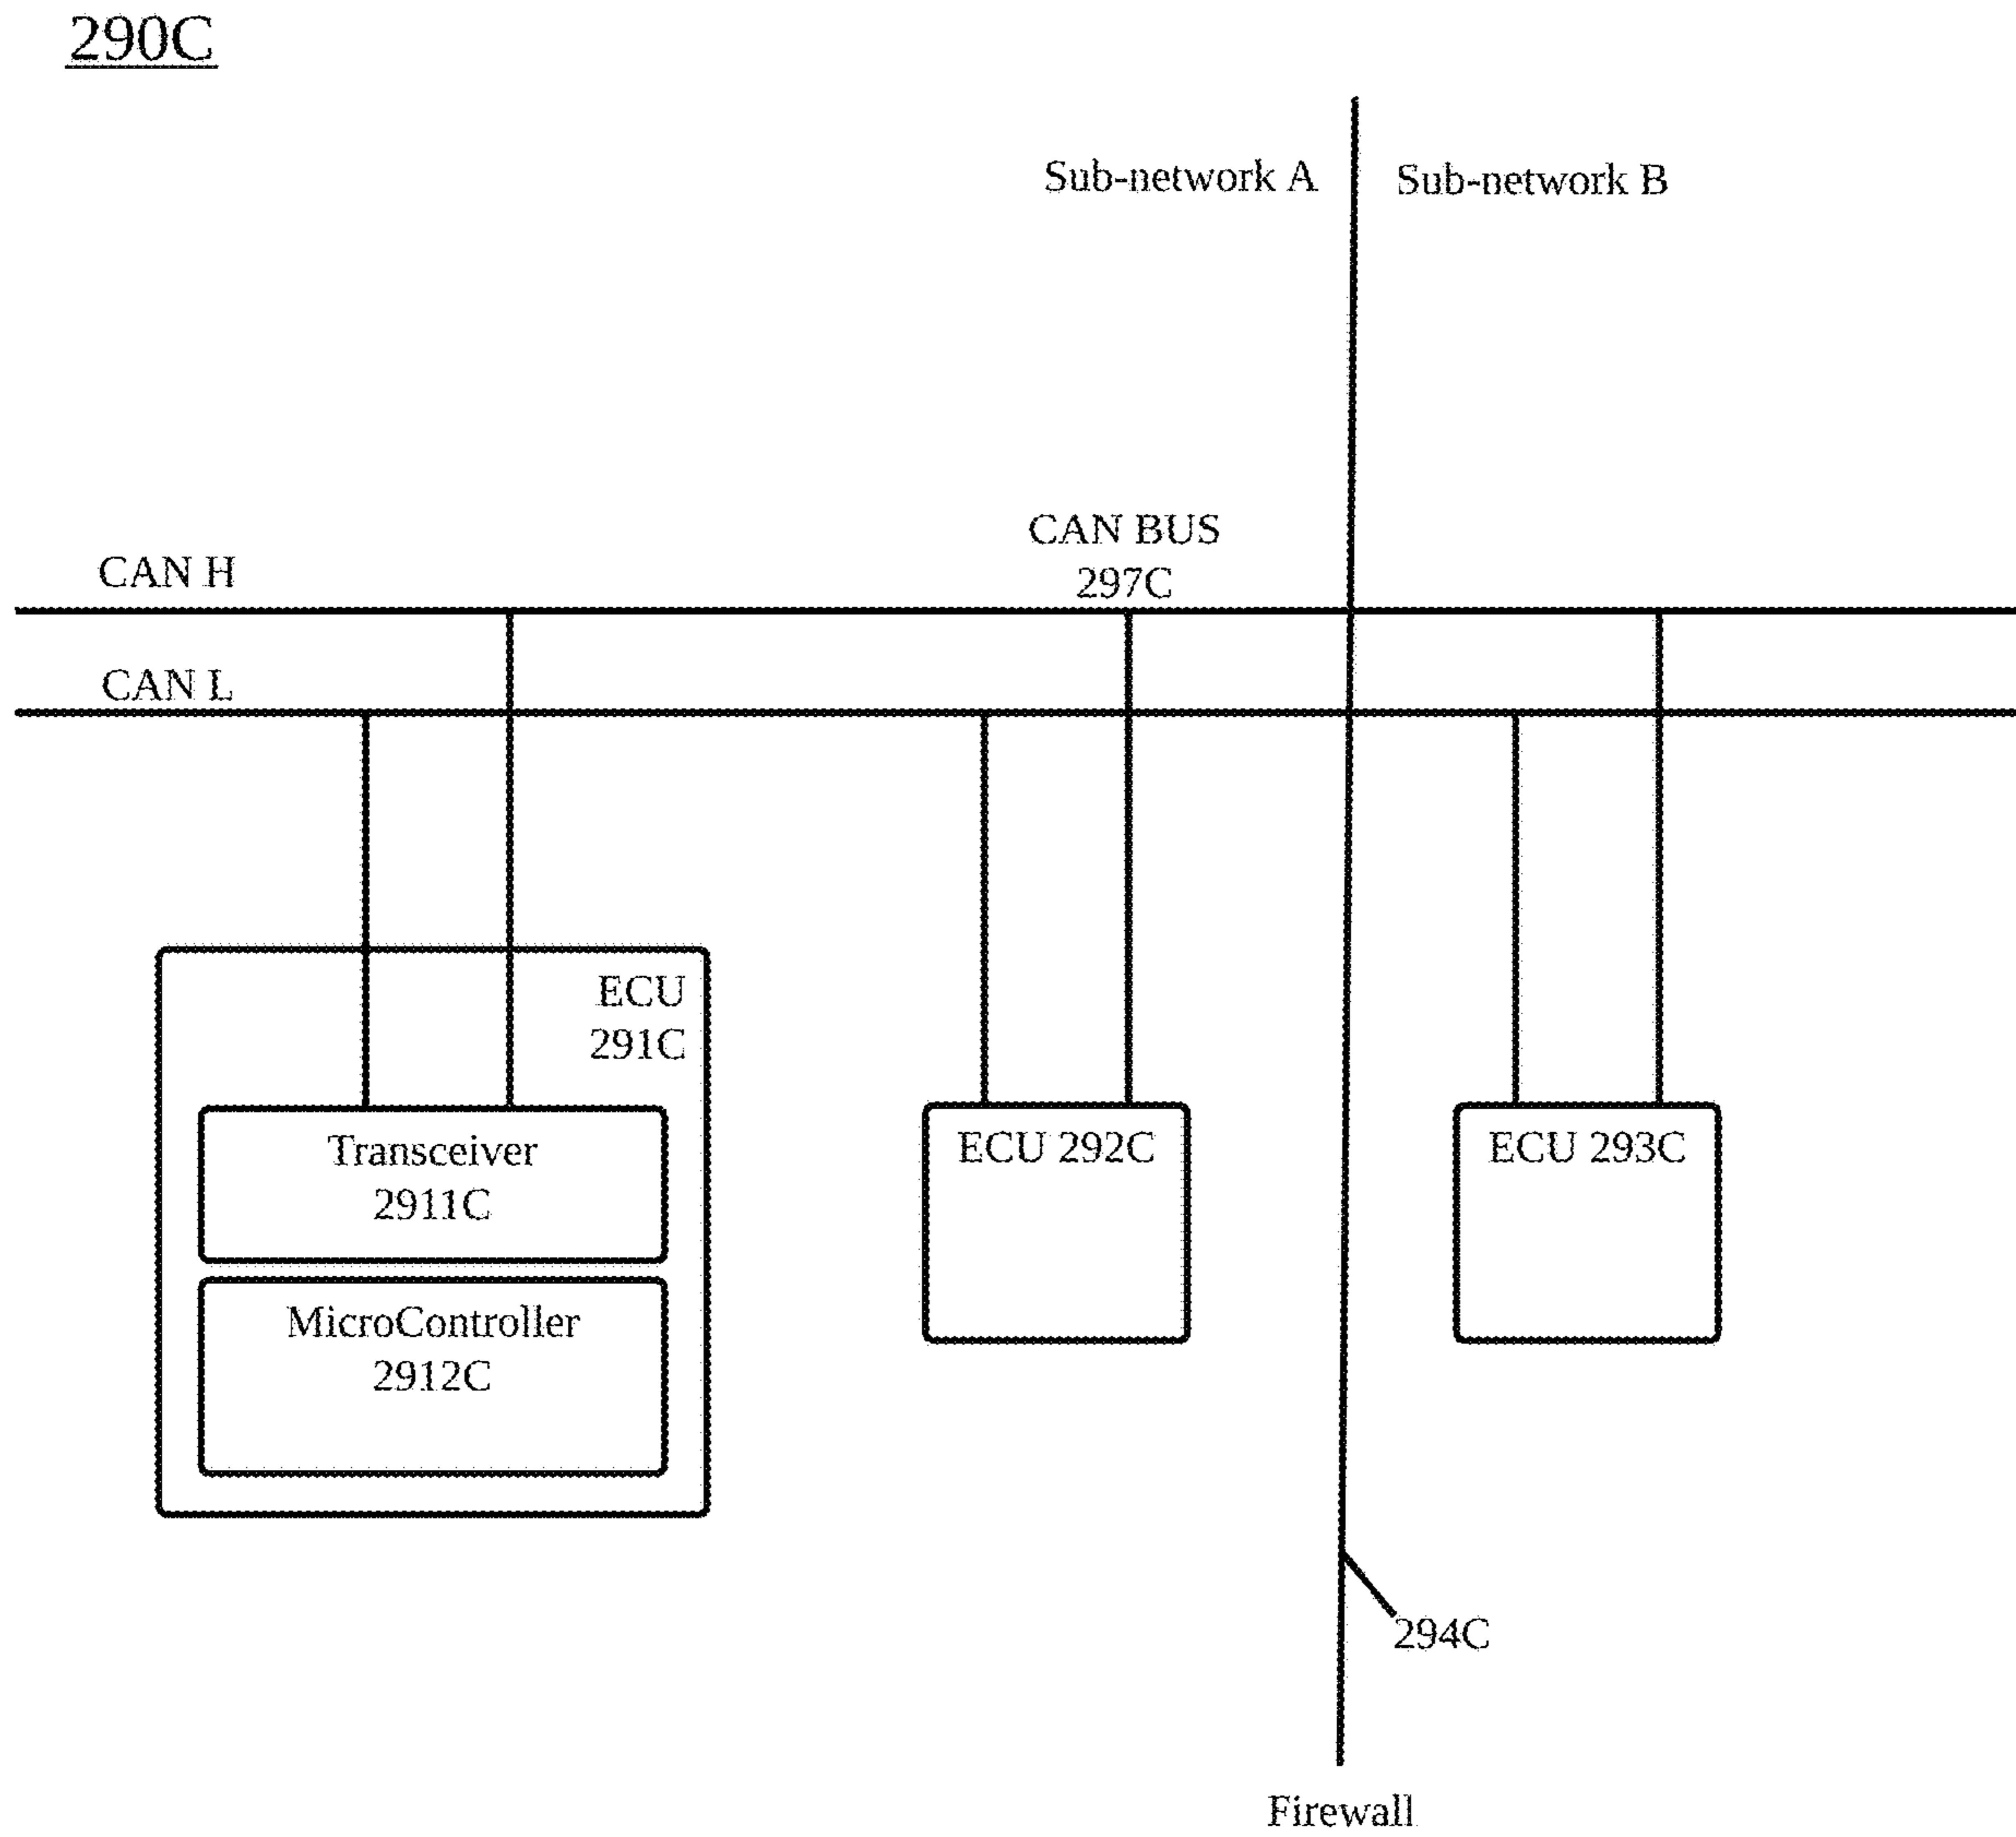 290C
Sub-network A
Sub-network B
CAN BUS
297C
CAN H
CAN L
ECU
291C
Transceiver
2911C
MicroController
2912C
ECU 292C
ECU 293C
294C
Firewall